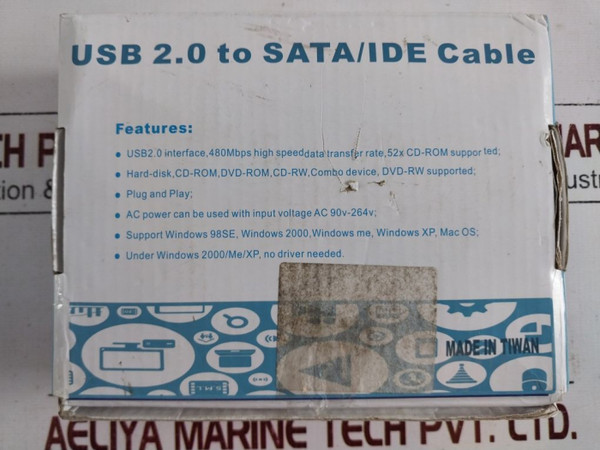 USB 2.0 to SATA/IDE Cable
Features:
USB2.0 interface,480Mbps high speed data transfer rate,52x CD-ROM supported;
Hard-disk,CD-ROM,DVD-ROM,CD-RW,Combo device, DVD-RW supported;
Plug and Play;
AC power can be used with input voltage AC 90v-264v;
Support Windows 98SE, Windows 2000,Windows me, Windows XP, Mac OS;
Under Windows 2000/Me/XP, no driver needed.
MADE IN TIWAN
AELIYA MARINE TECH PVT. LTD.